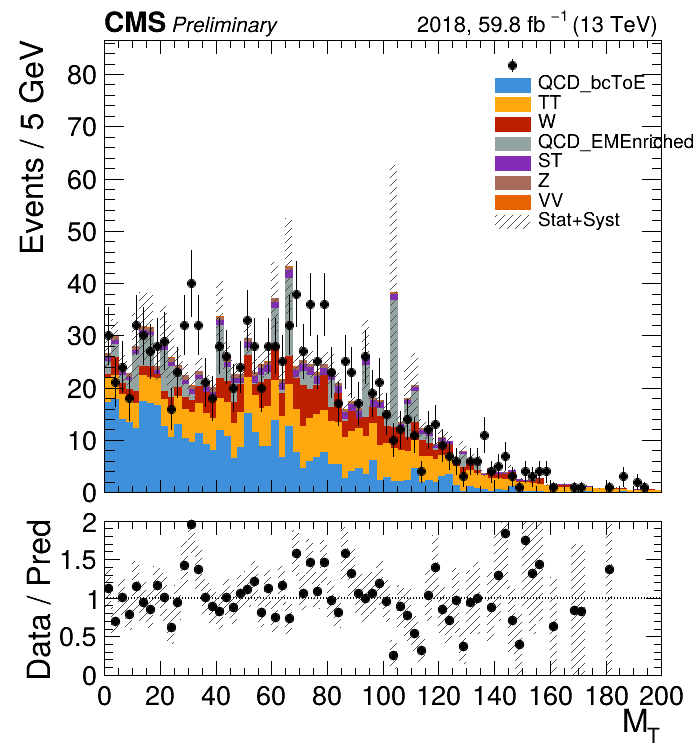 CMS Preliminary 2018, 59.8 fb⁻¹ (13 TeV)
Events / 5 GeV
80
70
60
50
40
30
20
10
0
QCD_bcToE
TT
W
QCD_EMEnriched
ST
Z
VV
Stat+Syst
Data / Pred
2
1.5
1
0.5
0
0 20 40 60 80 100 120 140 160 180 200
M_T